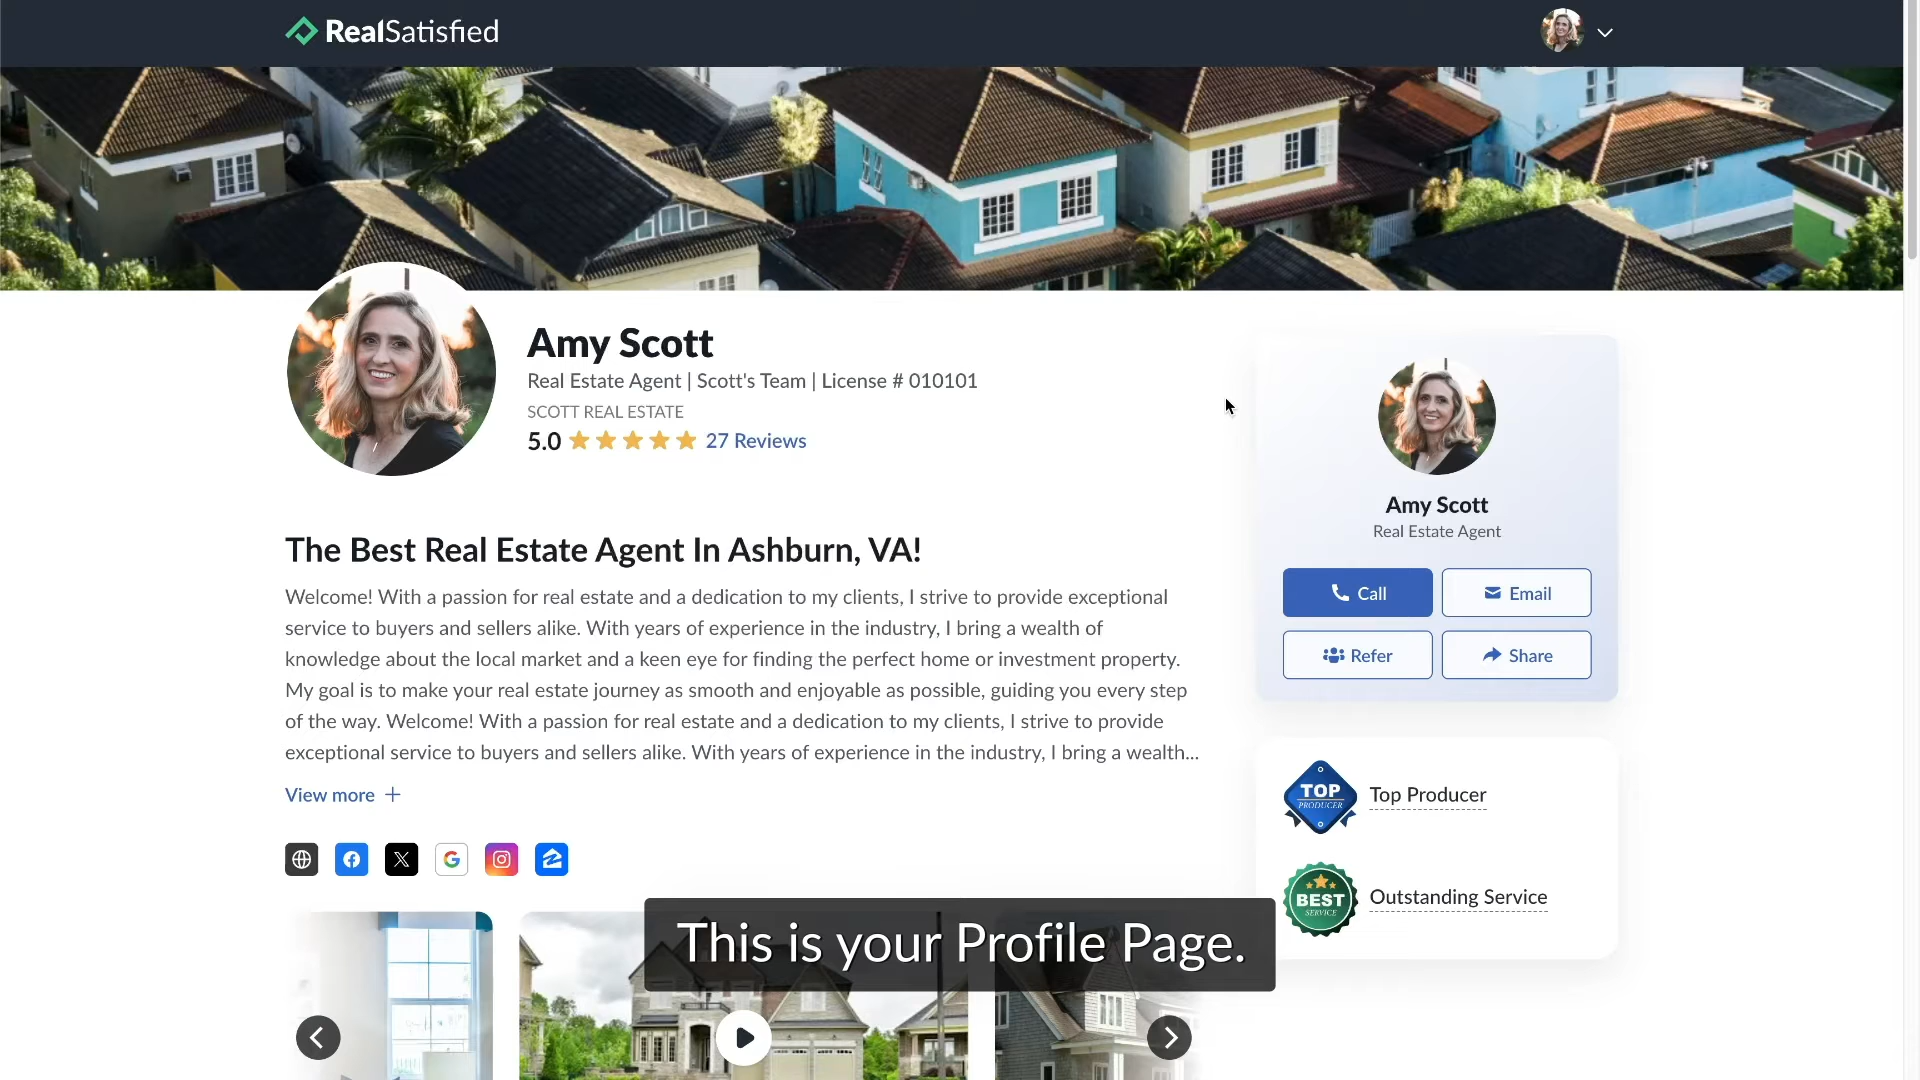 RealSatisfied
Amy Scott
Real Estate Agent | Scott's Team | License # 010101
SCOTT REAL ESTATE
5.0 27 Reviews
The Best Real Estate Agent In Ashburn, VA!
Welcome! With a passion for real estate and a dedication to my clients, I strive to provide exceptional
service to buyers and sellers alike. With years of experience in the industry, I bring a wealth of
knowledge about the local market and a keen eye for finding the perfect home or investment property.
My goal is to make your real estate journey as smooth and enjoyable as possible, guiding you every step
of the way. Welcome! With a passion for real estate and a dedication to my clients, I strive to provide
exceptional service to buyers and sellers alike. With years of experience in the industry, I bring a wealth...
View more +
Amy Scott
Real Estate Agent
Call
Email
Refer
Share
TOP
PRODUCER
Top Producer
BEST
SERVICE
Outstanding Service
This is your Profile Page.